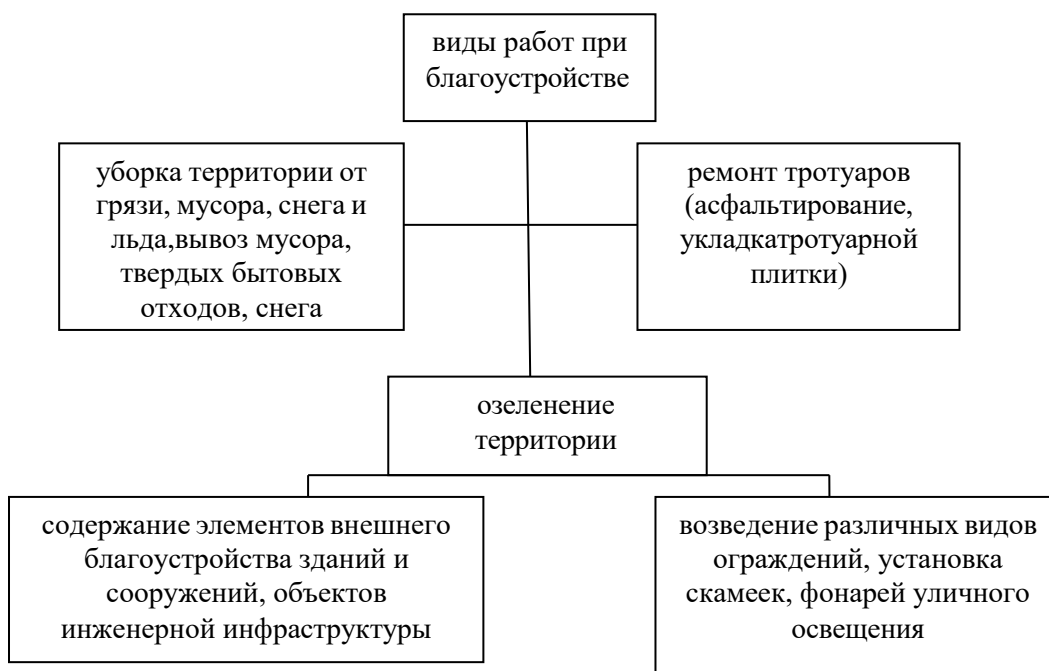 виды работ при
благоустройстве
уборка территории от
грязи, мусора, снега и
льда,вывоз мусора,
твердых бытовых
отходов, снега
ремонт тротуаров
(асфальтирование,
укладкатротуарной
плитки)
озеленение
территории
содержание элементов внешнего
благоустройства зданий и
сооружений, объектов
инженерной инфраструктуры
возведение различных видов
ограждений, установка
скамеек, фонарей уличного
освещения